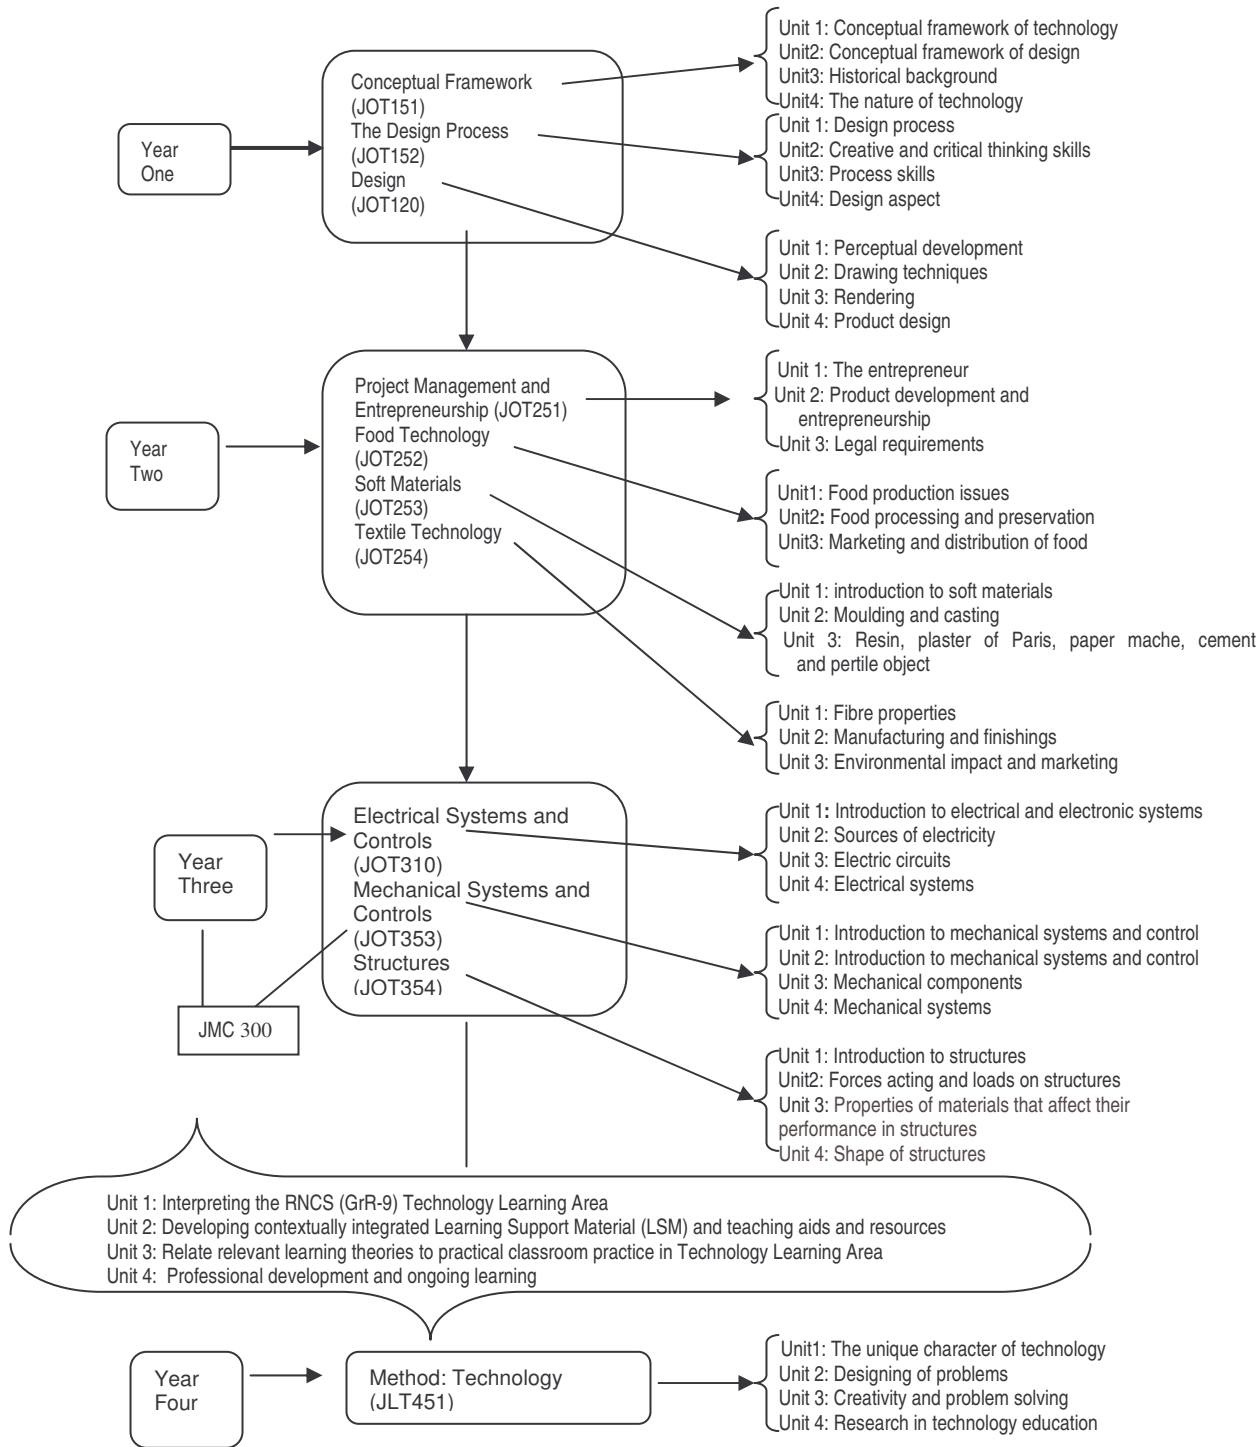 Year
One
Conceptual Framework
(JOT151)
The Design Process
(JOT152)
Design
(JOT120)
Unit 1: Conceptual framework of technology
Unit2: Conceptual framework of design
Unit3: Historical background
Unit4: The nature of technology
Unit 1: Design process
Unit2: Creative and critical thinking skills
Unit3: Process skills
Unit4: Design aspect
Unit 1: Perceptual development
Unit 2: Drawing techniques
Unit 3: Rendering
Unit 4: Product design
Year
Two
Project Management and
Entrepreneurship (JOT251)
Food Technology
(JOT252)
Soft Materials
(JOT253)
Textile Technology
(JOT254)
Unit 1: The entrepreneur
Unit 2: Product development and
entrepreneurship
Unit 3: Legal requirements
Unit1: Food production issues
Unit2: Food processing and preservation
Unit3: Marketing and distribution of food
Unit 1: introduction to soft materials
Unit 2: Moulding and casting
Unit 3: Resin, plaster of Paris, paper mache, cement
and pertile object
Unit 1: Fibre properties
Unit 2: Manufacturing and finishings
Unit 3: Environmental impact and marketing
Year
Three
Electrical Systems and
Controls
(JOT310)
Mechanical Systems and
Controls
(JOT353)
Structures
(JOT354)
JMC 300
Unit 1: Introduction to electrical and electronic systems
Unit 2: Sources of electricity
Unit 3: Electric circuits
Unit 4: Electrical systems
Unit 1: Introduction to mechanical systems and control
Unit 2: Introduction to mechanical systems and control
Unit 3: Mechanical components
Unit 4: Mechanical systems
Unit 1: Introduction to structures
Unit2: Forces acting and loads on structures
Unit 3: Properties of materials that affect their
performance in structures
Unit 4: Shape of structures
Unit 1: Interpreting the RNCS (GrR-9) Technology Learning Area
Unit 2: Developing contextually integrated Learning Support Material (LSM) and teaching aids and resources
Unit 3: Relate relevant learning theories to practical classroom practice in Technology Learning Area
Unit 4: Professional development and ongoing learning
Year
Four
Method: Technology
(JLT451)
Unit1: The unique character of technology
Unit 2: Designing of problems
Unit 3: Creativity and problem solving
Unit 4: Research in technology education